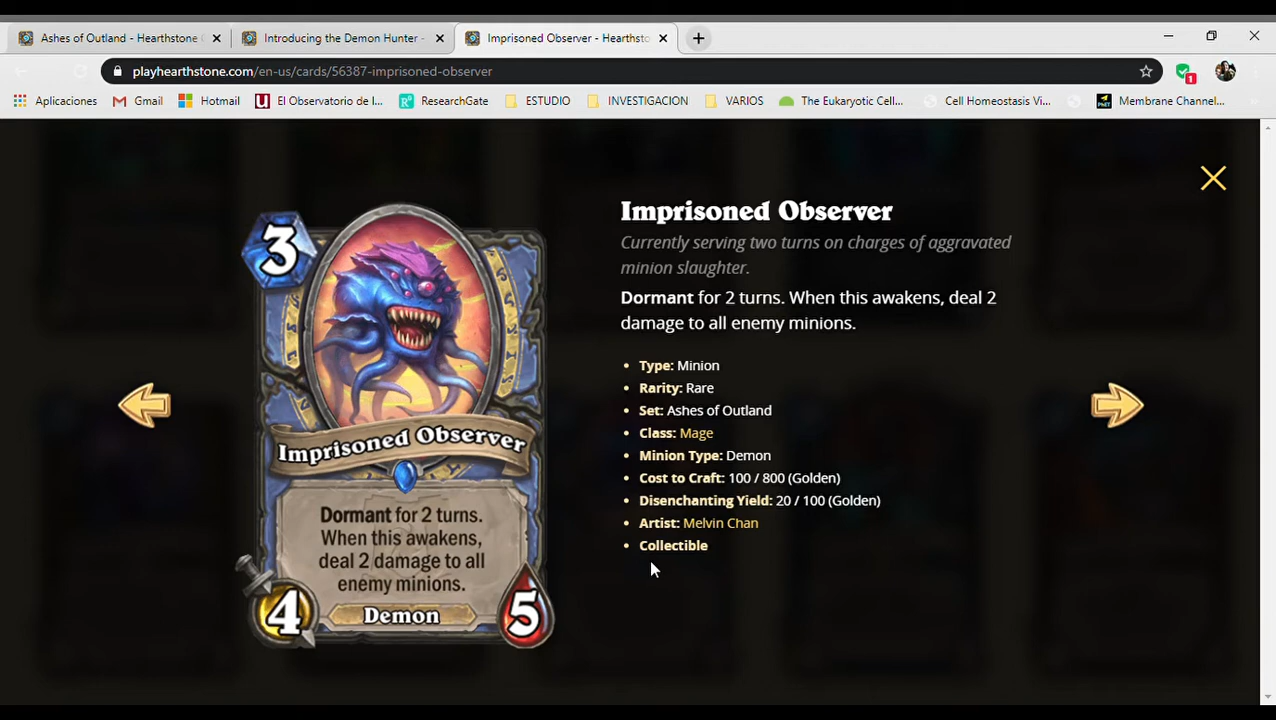 Ashes of Outland - Hearthstone
Introducing the Demon Hunter -
Imprisoned Observer - Hearthsto
playhearthstone.com/en-us/cards/56387-imprisoned-observer
1
Aplicaciones
Gmail
Hotmail
El Observatorio de l...
ResearchGate
ESTUDIO
INVESTIGACION
VARIOS
The Eukaryotic Cell...
Cell Homeostasis Vi...
Membrane Channel...
3
Imprisoned Observer
Dormant for 2 turns.
When this awakens,
deal 2 damage to all
enemy minions.
4
Demon
5
Imprisoned Observer
Currently serving two turns on charges of aggravated
minion slaughter.
Dormant for 2 turns. When this awakens, deal 2
damage to all enemy minions.
Type: Minion
Rarity: Rare
Set: Ashes of Outland
Class: Mage
Minion Type: Demon
Cost to Craft: 100 / 800 (Golden)
Disenchanting Yield: 20 / 100 (Golden)
Artist: Melvin Chan
Collectible